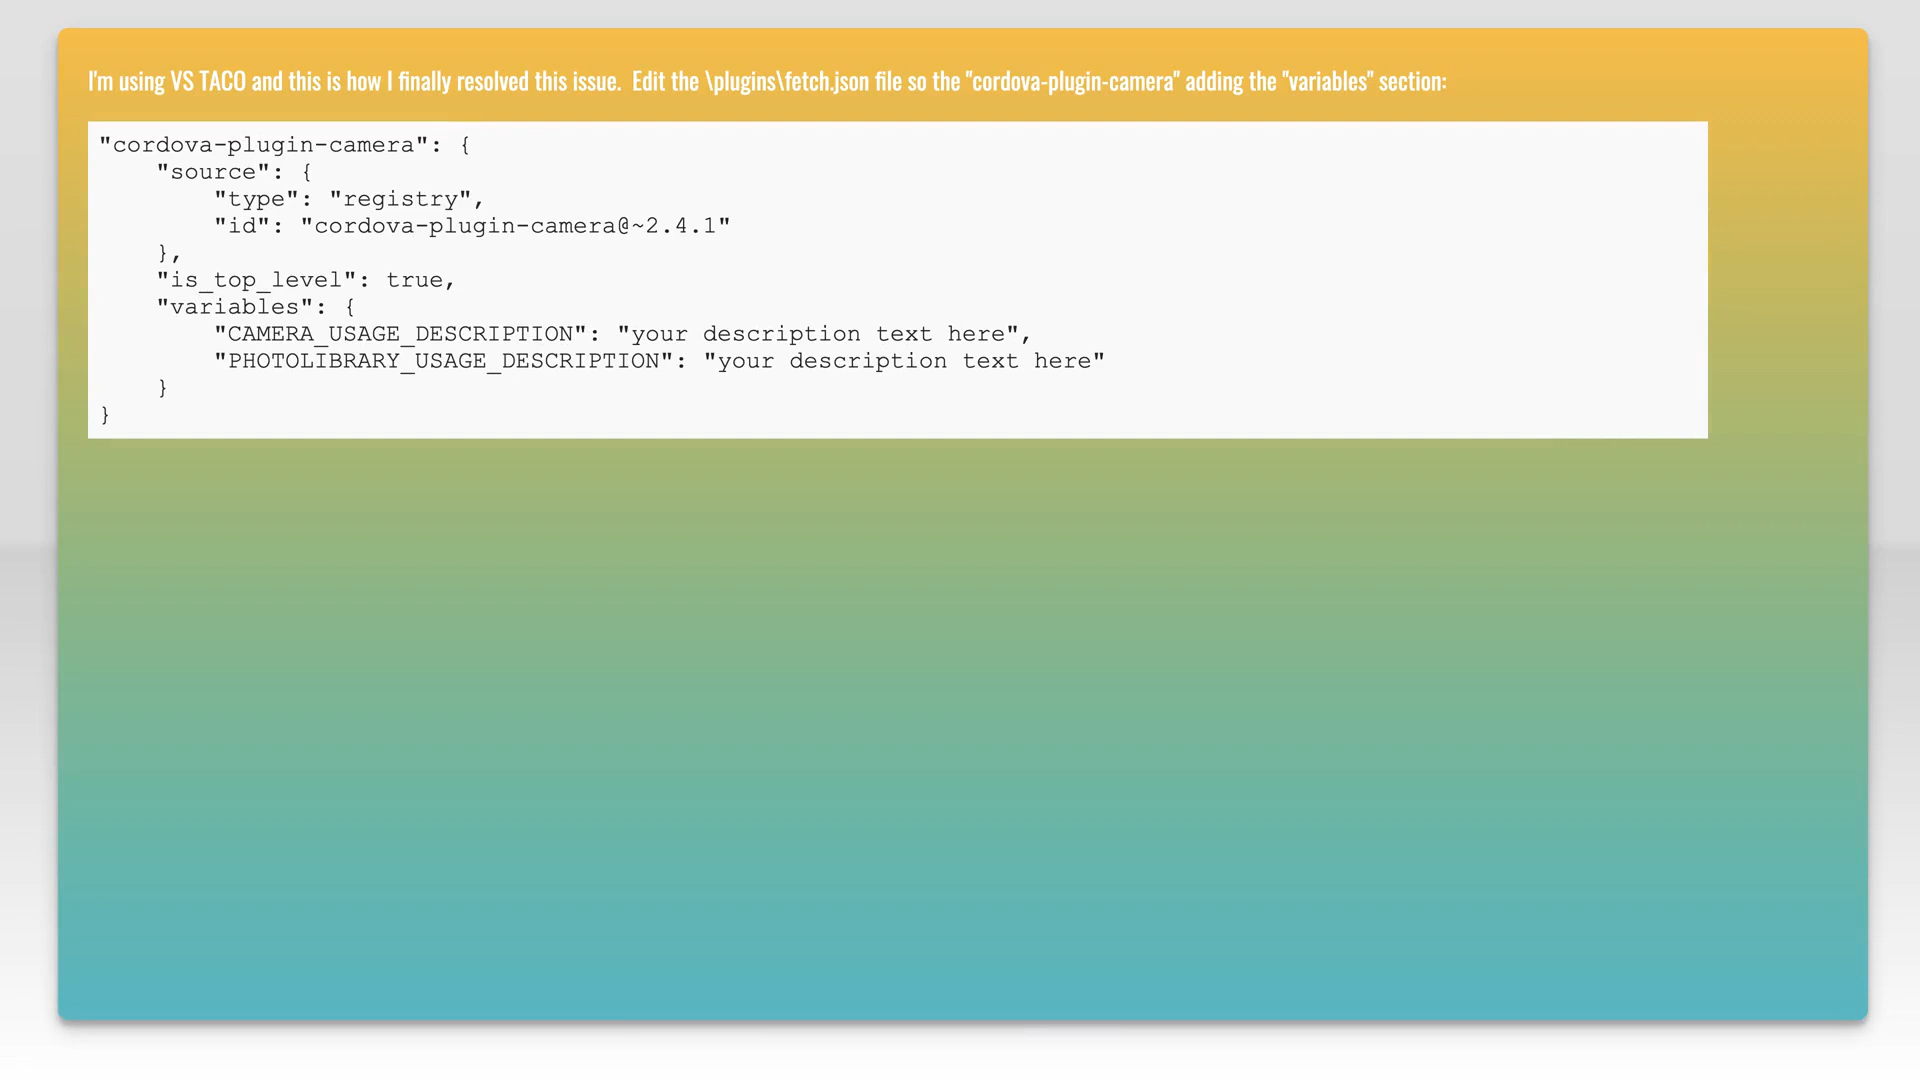 I'm using VS TACO and this is how I finally resolved this issue.  Edit the \plugins\fetch.json file so the "cordova-plugin-camera" adding the "variables" section:
"cordova-plugin-camera": {
    "source": {
        "type": "registry",
        "id": "cordova-plugin-camera@~2.4.1"
    },
    "is_top_level": true,
    "variables": {
        "CAMERA_USAGE_DESCRIPTION": "your description text here",
        "PHOTOLIBRARY_USAGE_DESCRIPTION": "your description text here"
    }
}